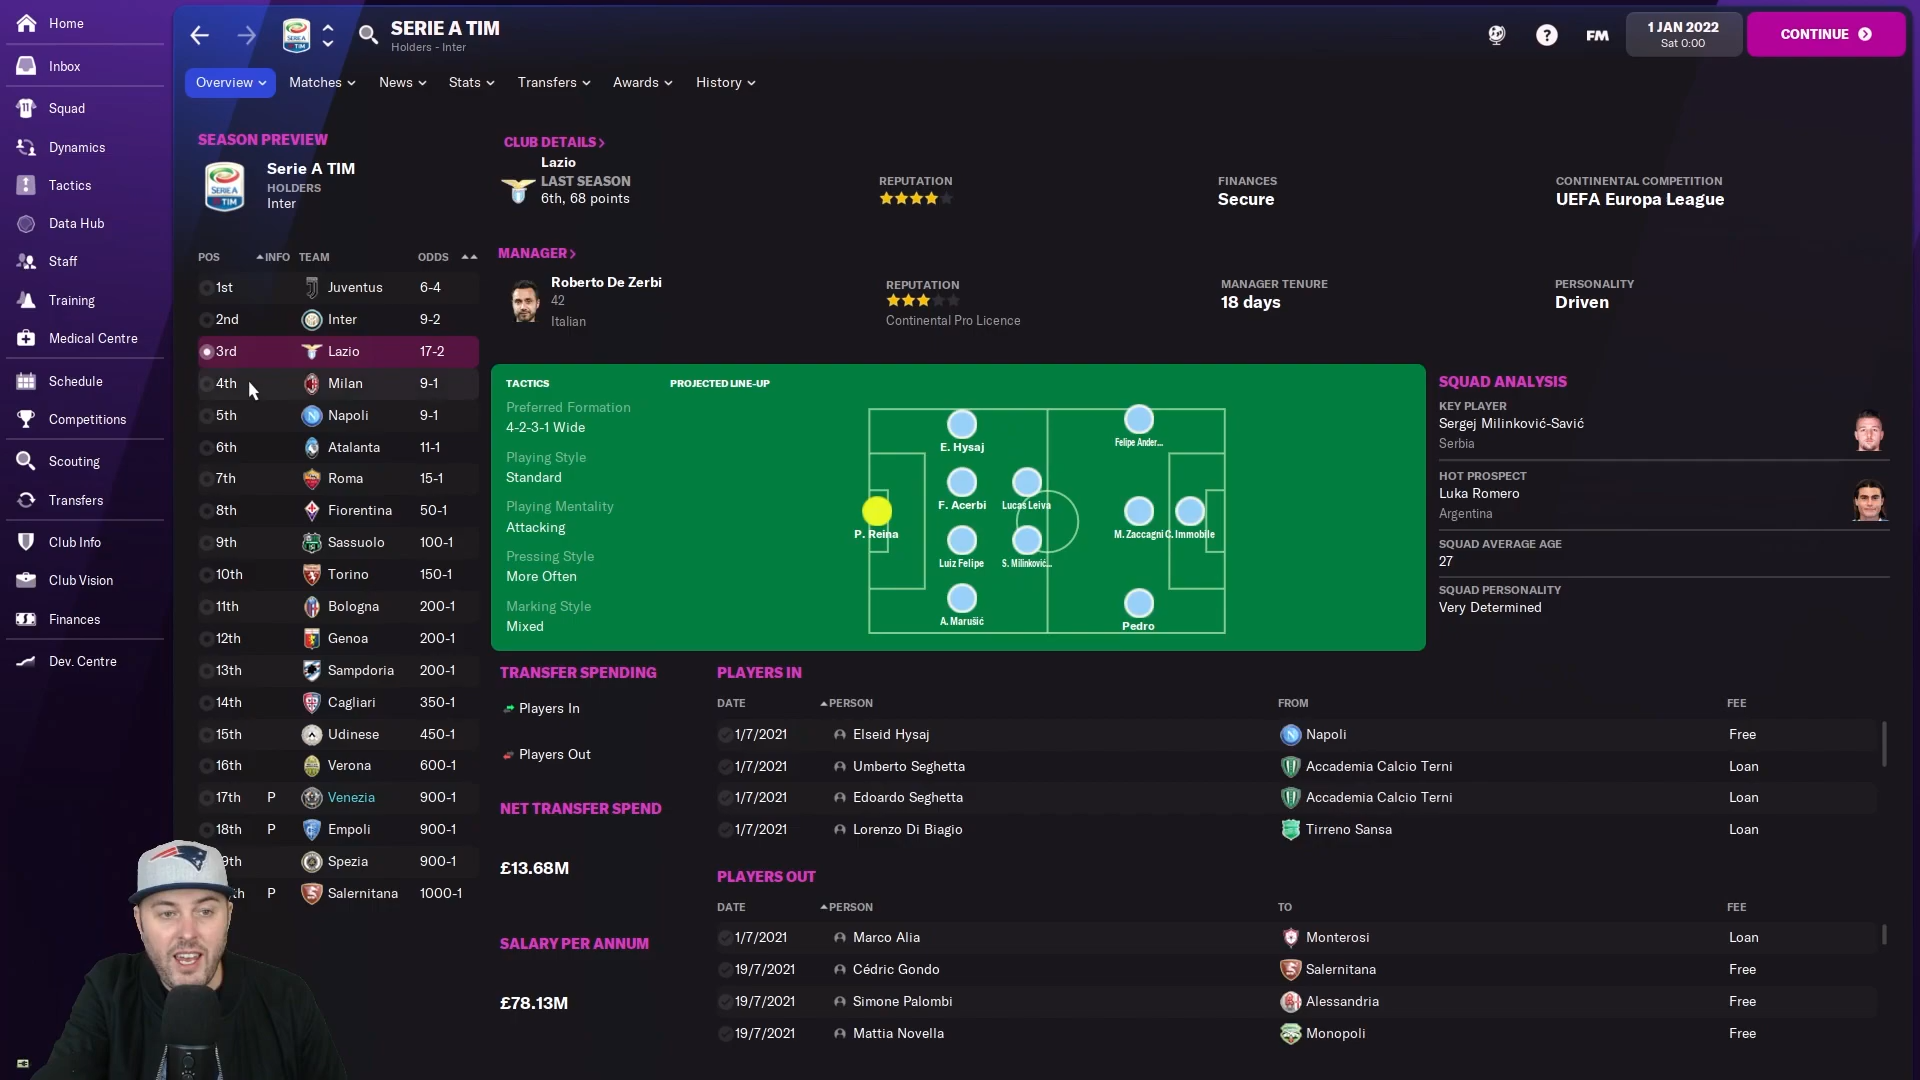 Home
Inbox
Squad
Dynamics
Tactics
Data Hub
Staff
Training
Medical Centre
Schedule
Competitions
Scouting
Transfers
Club Info
Club Vision
Finances
Dev. Centre
SERIE A TIM
Holders - Inter
FM
1 JAN 2022
Sat 0:00
CONTINUE
Overview
Matches
News
Stats
Transfers
Awards
History
SEASON PREVIEW
Serie A TIM
HOLDERS
Inter
POS INFO TEAM ODDS
1st Juventus 6-4
2nd Inter 9-2
3rd Lazio 17-2
4th Milan 9-1
5th Napoli 9-1
6th Atalanta 11-1
7th Roma 15-1
8th Fiorentina 50-1
9th Sassuolo 100-1
10th Torino 150-1
11th Bologna 200-1
12th Genoa 200-1
13th Sampdoria 200-1
14th Cagliari 350-1
15th Udinese 450-1
16th Verona 600-1
17th P Venezia 900-1
18th P Empoli 900-1
9th Spezia 900-1
th P Salernitana 1000-1
CLUB DETAILS
Lazio
LAST SEASON
6th, 68 points
REPUTATION
FINANCES
Secure
CONTINENTAL COMPETITION
UEFA Europa League
MANAGER
Roberto De Zerbi
42
Italian
REPUTATION
Continental Pro Licence
MANAGER TENURE
18 days
PERSONALITY
Driven
TACTICS
Preferred Formation
4-2-3-1 Wide
Playing Style
Standard
Playing Mentality
Attacking
Pressing Style
More Often
Marking Style
Mixed
PROJECTED LINE-UP
E. Hysaj
Felipe Ander...
F. Acerbi
Lucas Leiva
P. Reina
M. Zaccagni
C. Immobile
Luiz Felipe
S. Milinković...
A. Marušić
Pedro
SQUAD ANALYSIS
KEY PLAYER
Sergej Milinković-Savić
Serbia
HOT PROSPECT
Luka Romero
Argentina
SQUAD AVERAGE AGE
27
SQUAD PERSONALITY
Very Determined
TRANSFER SPENDING
Players In
Players Out
NET TRANSFER SPEND
£13.68M
SALARY PER ANNUM
£78.13M
PLAYERS IN
DATE PERSON FROM FEE
1/7/2021 Elseid Hysaj Napoli Free
1/7/2021 Umberto Seghetta Accademia Calcio Terni Loan
1/7/2021 Edoardo Seghetta Accademia Calcio Terni Loan
1/7/2021 Lorenzo Di Biagio Tirreno Sansa Loan
PLAYERS OUT
DATE PERSON TO FEE
1/7/2021 Marco Alia Monterosi Loan
19/7/2021 Cédric Gondo Salernitana Free
19/7/2021 Simone Palombi Alessandria Free
19/7/2021 Mattia Novella Monopoli Free